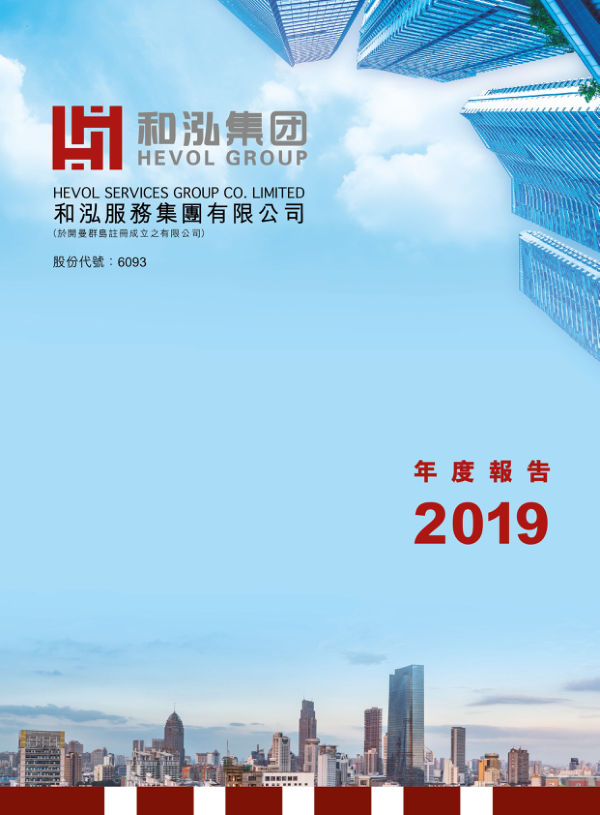 和泓集团
HEVOL GROUP
HEVOL SERVICES GROUP CO. LIMITED
和泓服務集團有限公司
(於開曼群島註冊成立之有限公司)
股份代號：6093
年度報告
2019